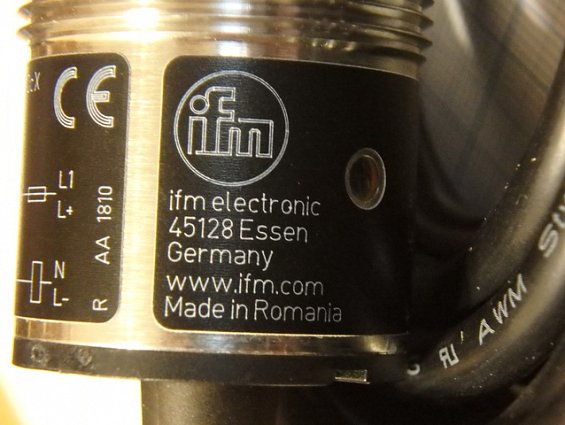 CE
L1
L+
N
L-
R AA 1810
ifm
ifm electronic
45128 Essen
Germany
www.ifm.com
Made in Romania
AWM